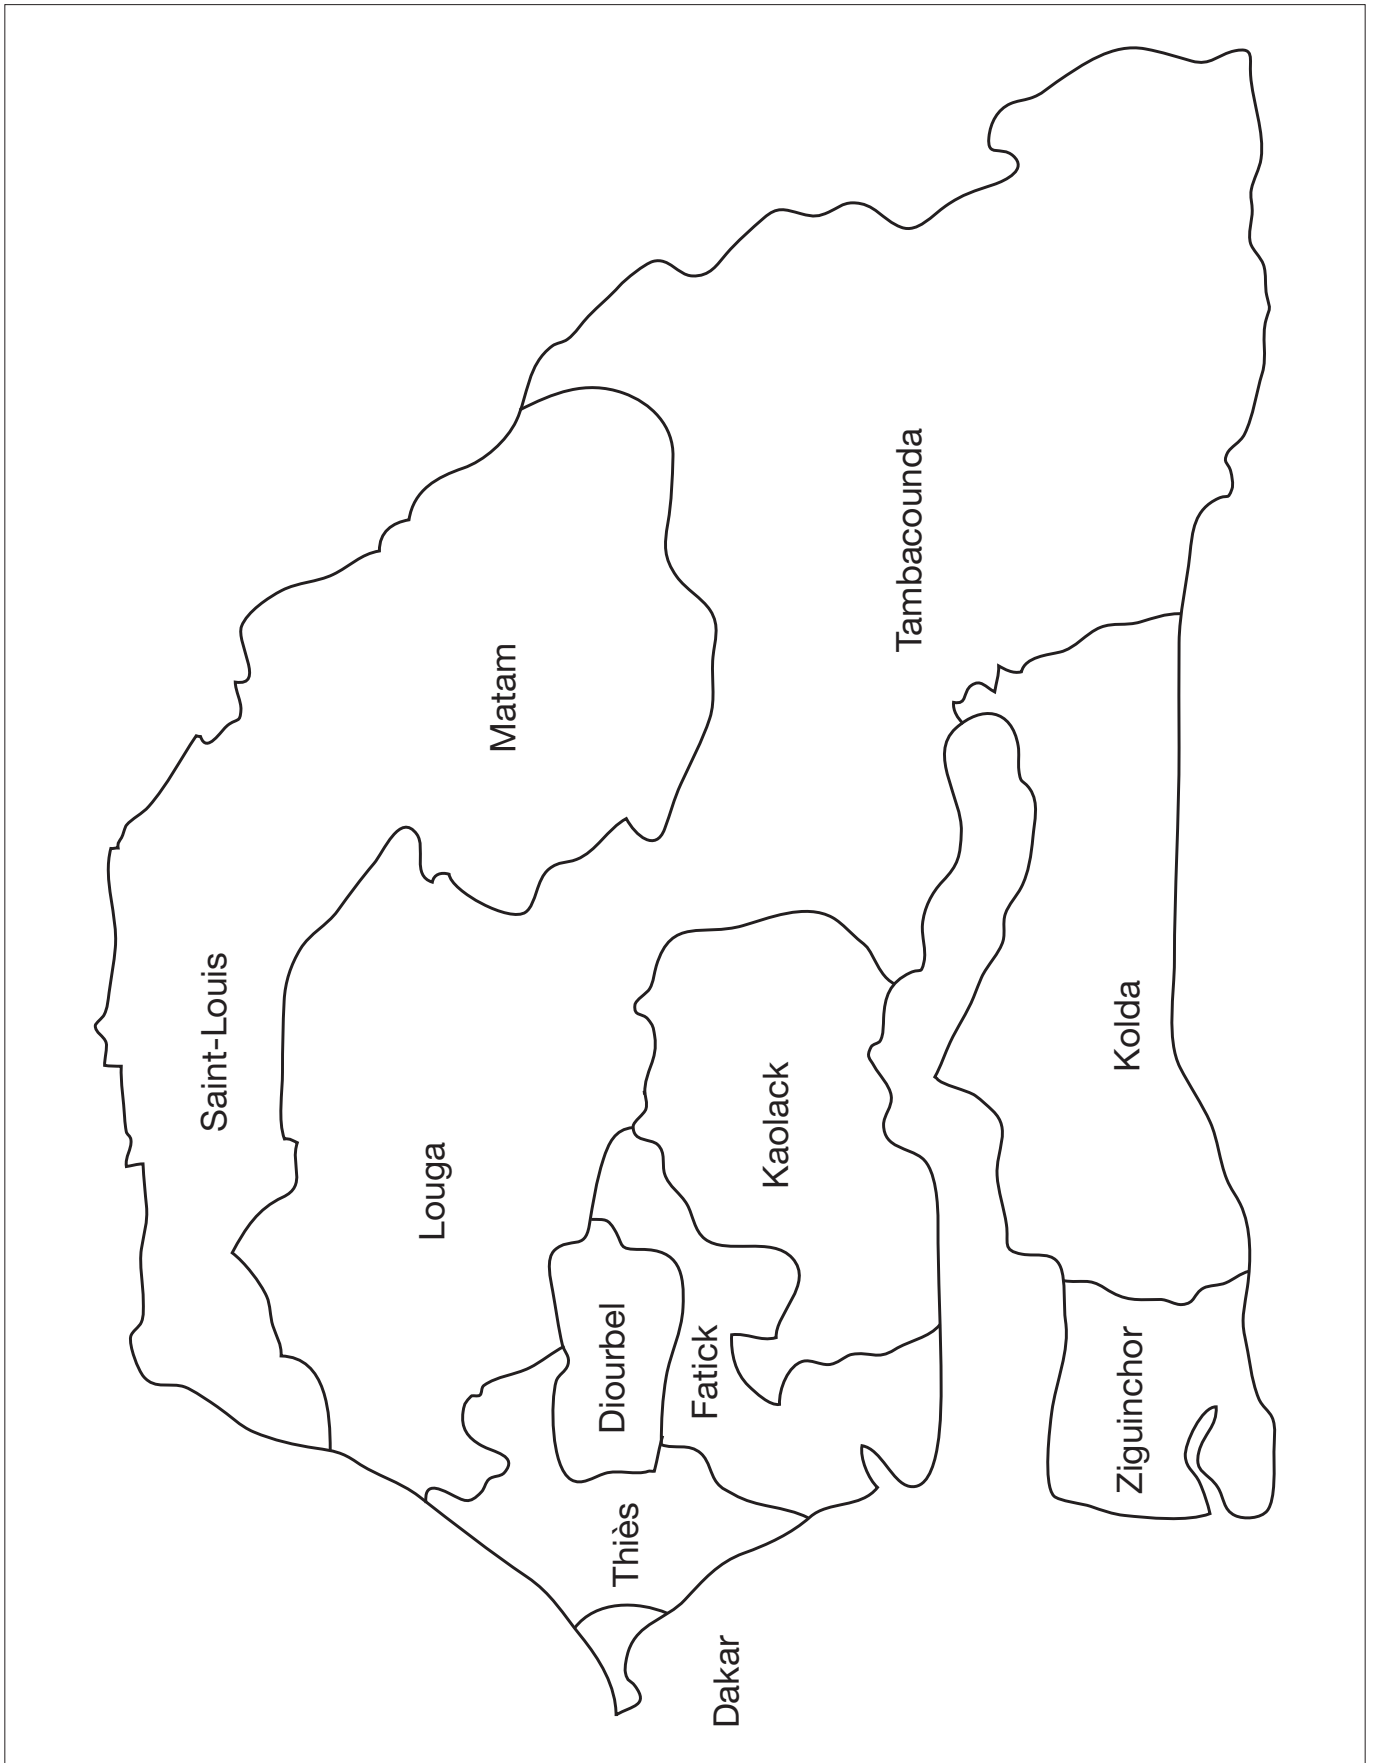 Saint-Louis
Louga
Matam
Diourbel
Thiès
Dakar
Fatick
Kaolack
Tambacounda
Ziguinchor
Kolda